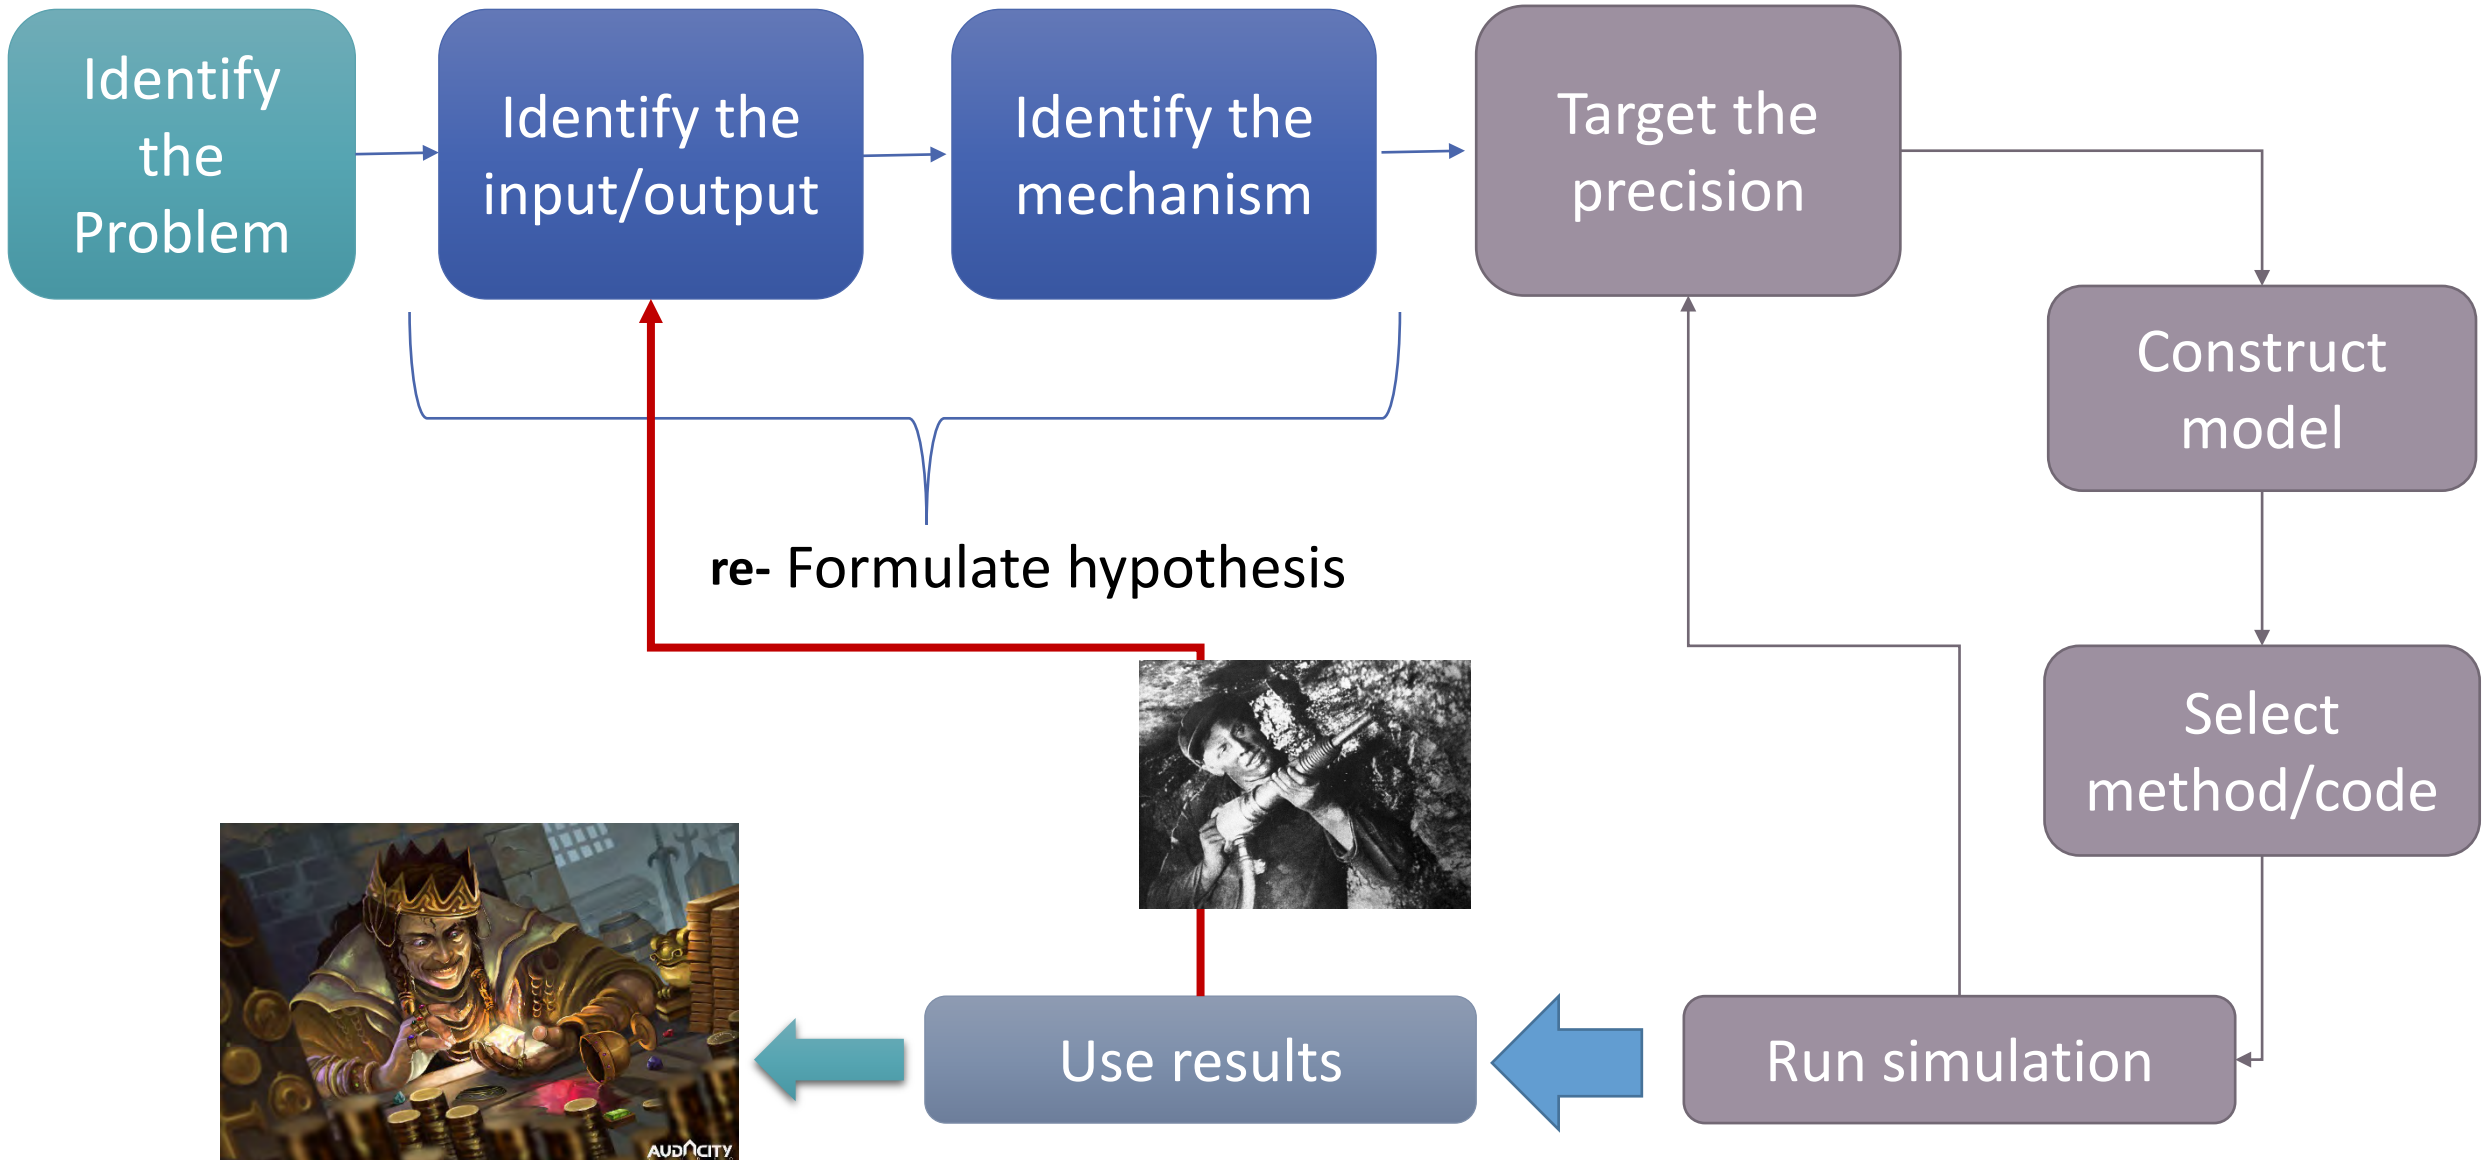 Identify
the
Problem
Identify the
input/output
Identify the
mechanism
Target the
precision
Construct
model
re- Formulate hypothesis
Select
method/code
Use results
Run simulation
AUDACITY